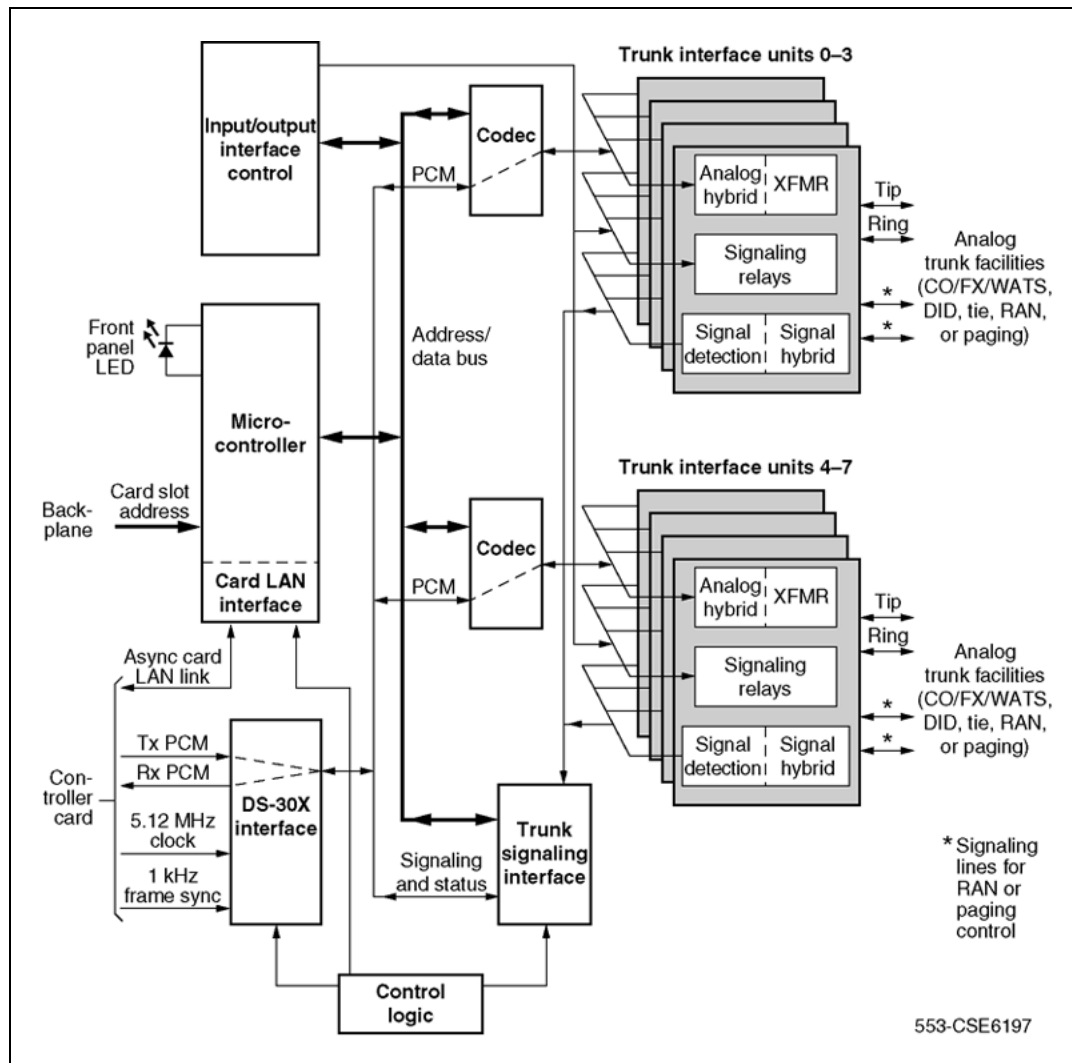 Trunk interface units 0–3
Input/output
interface
control
Codec
PCM
Analog
hybrid
XFMR
Signaling
relays
Signal
detection
Signal
hybrid
Tip
Ring
*
*
Analog
trunk facilities
(CO/FX/WATS,
DID, tie, RAN,
or paging)
Front
panel
LED
Address/
data bus
Micro-
controller
Card slot
address
Back-
plane
Card LAN
interface
Trunk interface units 4–7
Codec
PCM
Analog
hybrid
XFMR
Signaling
relays
Signal
detection
Signal
hybrid
Tip
Ring
*
*
Analog
trunk facilities
(CO/FX/WATS,
DID, tie, RAN,
or paging)
Async card
LAN link
Tx PCM
Rx PCM
Con-
troller
card
5.12 MHz
clock
1 kHz
frame sync
DS-30X
interface
Signaling
and status
Trunk
signaling
interface
Control
logic
* Signaling
lines for
RAN or
paging
control
553-CSE6197